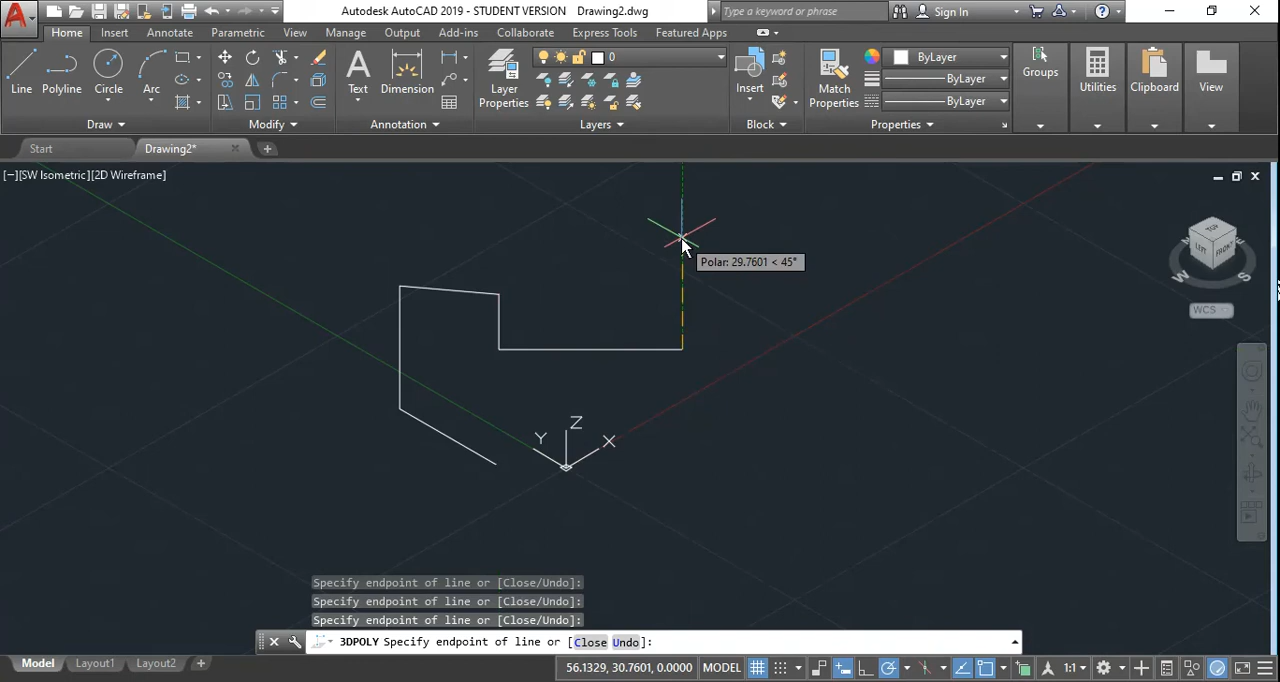 Autodesk AutoCAD 2019 - STUDENT VERSION Drawing2.dwg
Type a keyword or phrase
Sign In
Home Insert Annotate Parametric View Manage Output Add-ins Collaborate Express Tools Featured Apps
Line
Polyline
Circle
Arc
Text
Dimension
Layer Properties
0
Insert
Match Properties
ByLayer
ByLayer
ByLayer
Groups
Utilities
Clipboard
View
Draw
Modify
Annotation
Layers
Block
Properties
Start
Drawing2*
[−][SW Isometric][2D Wireframe]
TOP
LEFT
FRONT
W
S
WCS
Polar: 29.7601 < 45°
Z
Y
X
Specify endpoint of line or [Close/Undo]:
Specify endpoint of line or [Close/Undo]:
Specify endpoint of line or [Close/Undo]:
3DPOLY Specify endpoint of line or [Close Undo]:
Model
Layout1
Layout2
56.1329, 30.7601, 0.0000
MODEL
1:1